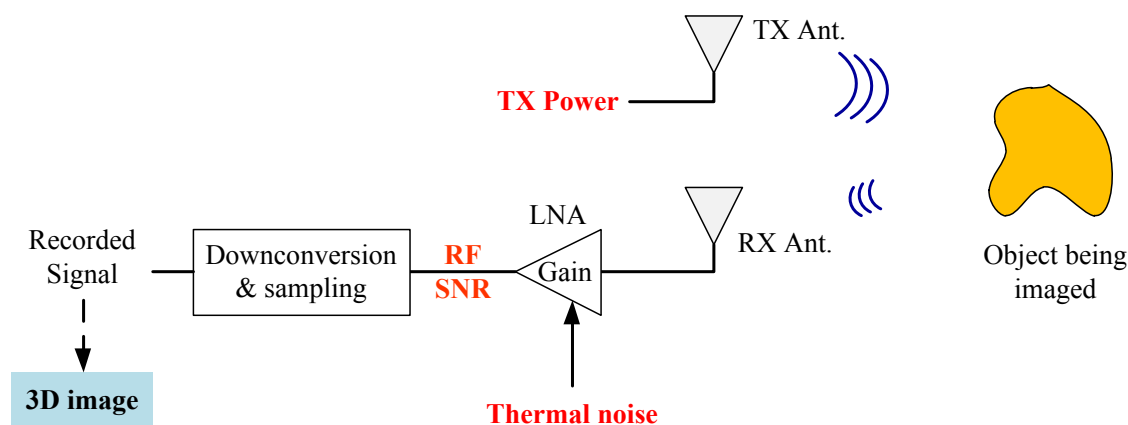 TX Ant.
TX Power
LNA
RX Ant.
Recorded
Signal
Downconversion
& sampling
RF
SNR
Gain
Object being
imaged
3D image
Thermal noise